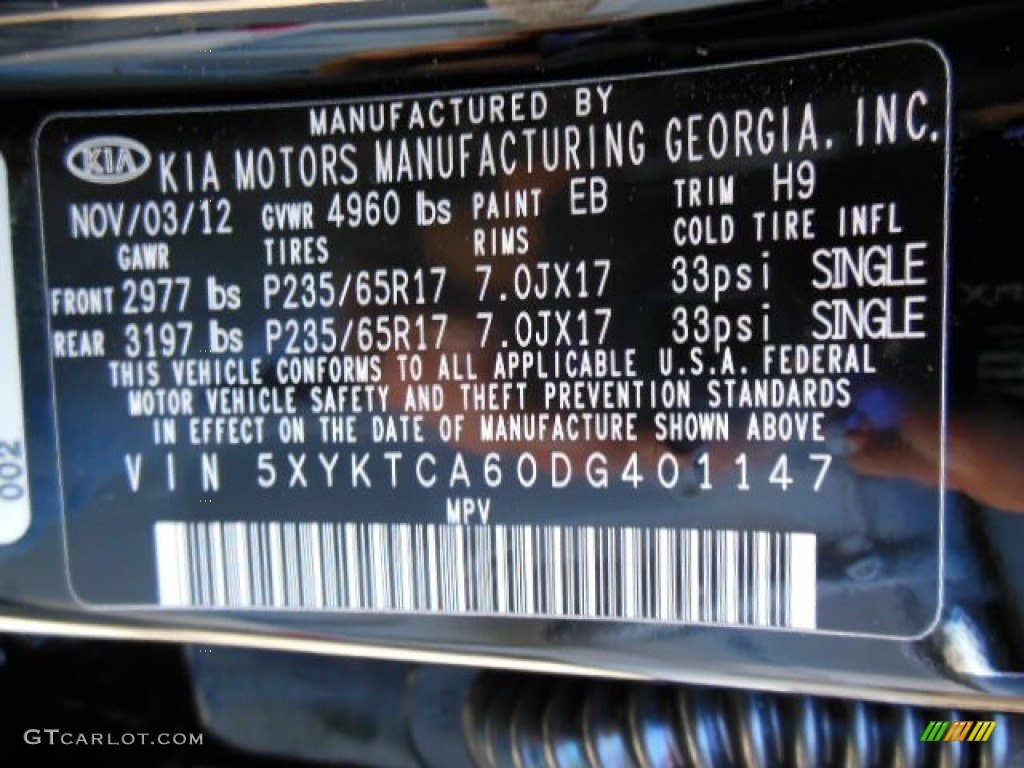 MANUFACTURED BY
KIA KIA MOTORS MANUFACTURING GEORGIA, INC.
NOV/03/12 GVWR 4960 lbs PAINT EB TRIM H9
GAWR TIRES RIMS COLD TIRE INFL
FRONT 2977 lbs P235/65R17 7.0JX17 33psi SINGLE
REAR 3197 lbs P235/65R17 7.0JX17 33psi SINGLE
THIS VEHICLE CONFORMS TO ALL APPLICABLE U.S.A. FEDERAL
MOTOR VEHICLE SAFETY AND THEFT PREVENTION STANDARDS
IN EFFECT ON THE DATE OF MANUFACTURE SHOWN ABOVE
VIN 5XYKTCA60DG401147
MPV
002
GTCARLOT.COM